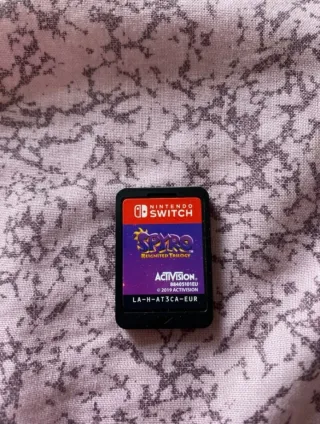 NINTENDO
SWITCH
SPYRO
REIGNITED TRILOGY
ACTIVISION.
© 2019 ACTIVISION
LA-H-AT3CA-EUR